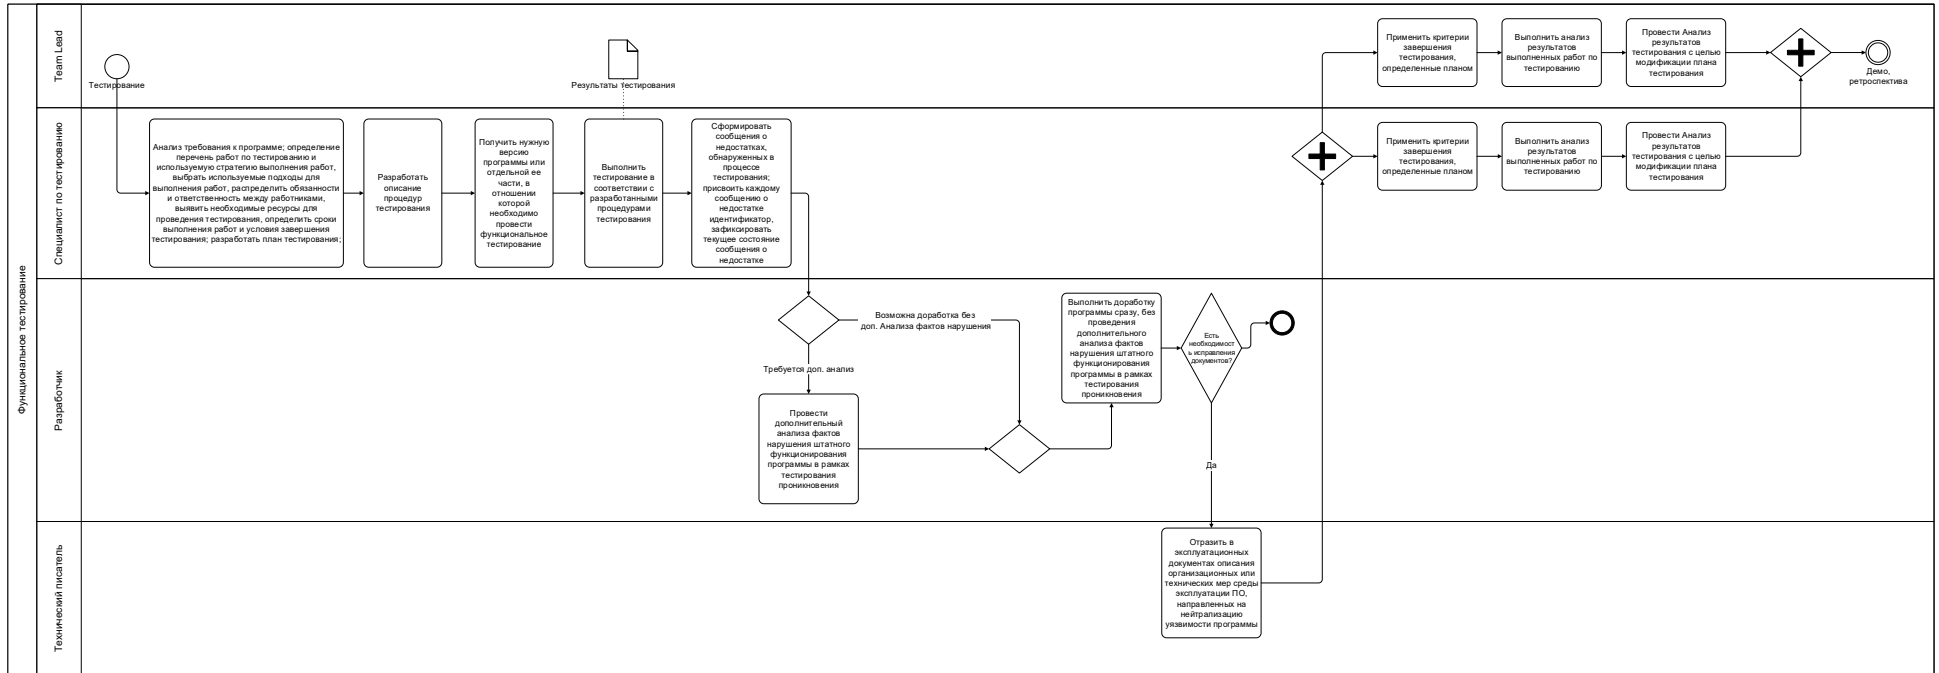 Функциональное тестирование
Team Lead
Тестирование
Результаты тестирования
Применить критерии
завершения
тестирования,
определенные планом
Выполнить анализ
результатов
выполненных работ по
тестированию
Провести Анализ
результатов
тестирования с целью
модификации плана
тестирования
Демо,
ретроспектива
Специалист по тестированию
Анализ требования к программе; определение
перечень работ по тестированию и
используемую стратегию выполнения работ,
выбрать используемые подходы для
выполнения работ, распределить обязанности
и ответственность между работниками,
выявить необходимые ресурсы для
проведения тестирования, определить сроки
выполнения работ и условия завершения
тестирования; разработать план тестирования;
Разработать
описание
процедур
тестирования
Получить нужную
версию
программы или
отдельной ее
части, в
отношении
которой
необходимо
провести
функциональное
тестирование
Выполнить
тестирование в
соответствии с
разработанными
процедурами
тестирования
Сформировать
сообщения о
недостатках,
обнаруженных в
процессе
тестирования;
присвоить каждому
сообщению о
недостатке
идентификатор,
зафиксировать
текущее состояние
сообщения о
недостатке
Применить критерии
завершения
тестирования,
определенные планом
Выполнить анализ
результатов
выполненных работ по
тестированию
Провести Анализ
результатов
тестирования с целью
модификации плана
тестирования
Разработчик
Возможна доработка без
доп. Анализа фактов нарушения
Требуется доп. анализ
Провести
дополнительный
анализа фактов
нарушения штатного
функционирования
программы в рамках
тестирования
проникновения
Выполнить доработку
программы сразу, без
проведения
дополнительного
анализа фактов
нарушения штатного
функционирования
программы в рамках
тестирования
проникновения
Есть
необходимост
ь исправления
документов?
Да
Технический писатель
Отразить в
эксплуатационных
документах описания
организационных или
технических мер среды
эксплуатации ПО,
направленных на
нейтрализацию
уязвимости программы